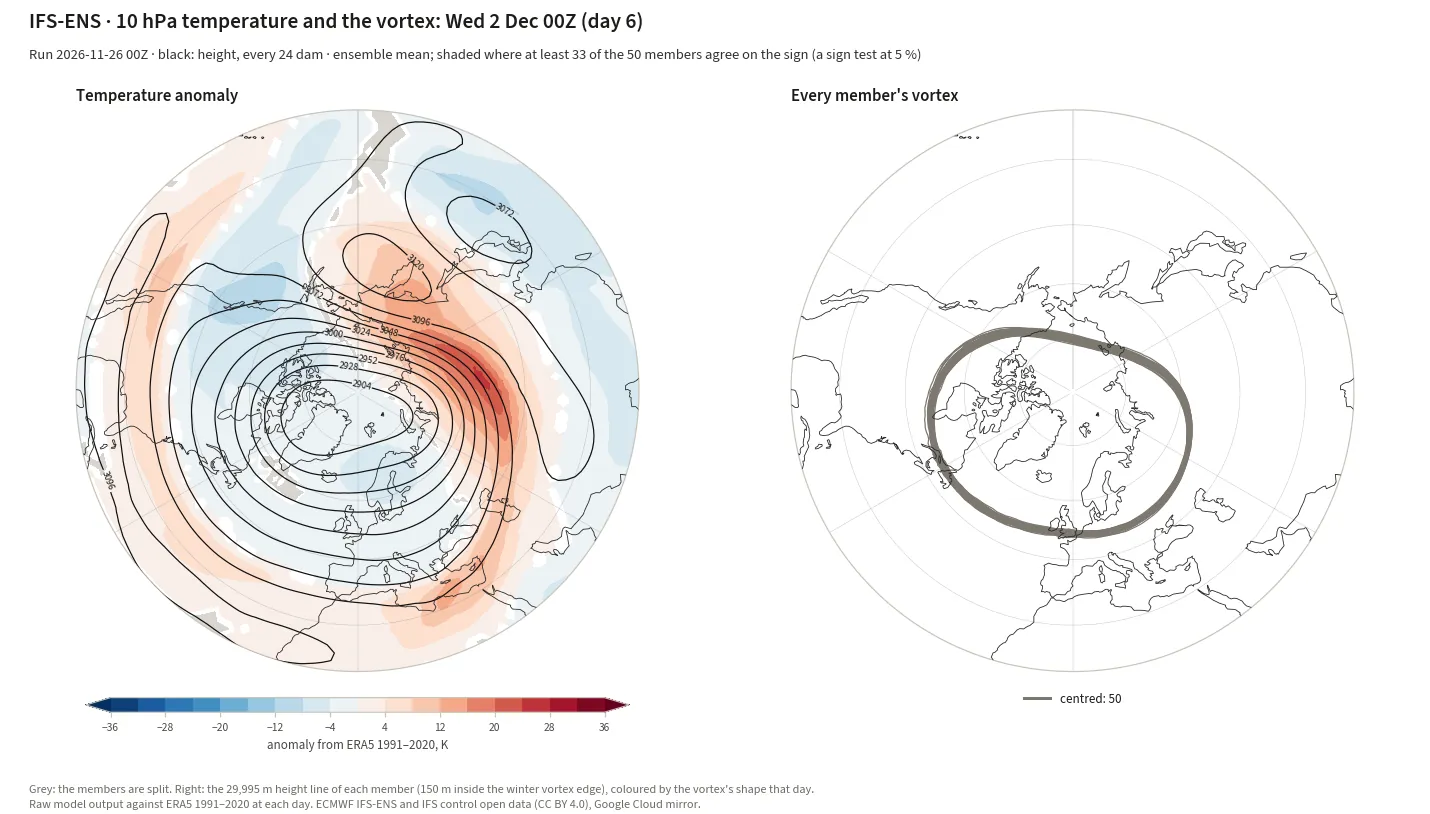 IFS-ENS · 10 hPa temperature and the vortex: Wed 2 Dec 00Z (day 6)
Run 2026-11-26 00Z · black: height, every 24 dam · ensemble mean; shaded where at least 33 of the 50 members agree on the sign (a sign test at 5 %)
Temperature anomaly
Every member's vortex
3072
3120
3072
3096
3000
3024
3048
2952
2976
2928
2904
3096
−36
−28
−20
−12
−4
4
12
20
28
36
anomaly from ERA5 1991–2020, K
centred: 50
Grey: the members are split. Right: the 29,995 m height line of each member (150 m inside the winter vortex edge), coloured by the vortex's shape that day.
Raw model output against ERA5 1991–2020 at each day. ECMWF IFS-ENS and IFS control open data (CC BY 4.0), Google Cloud mirror.